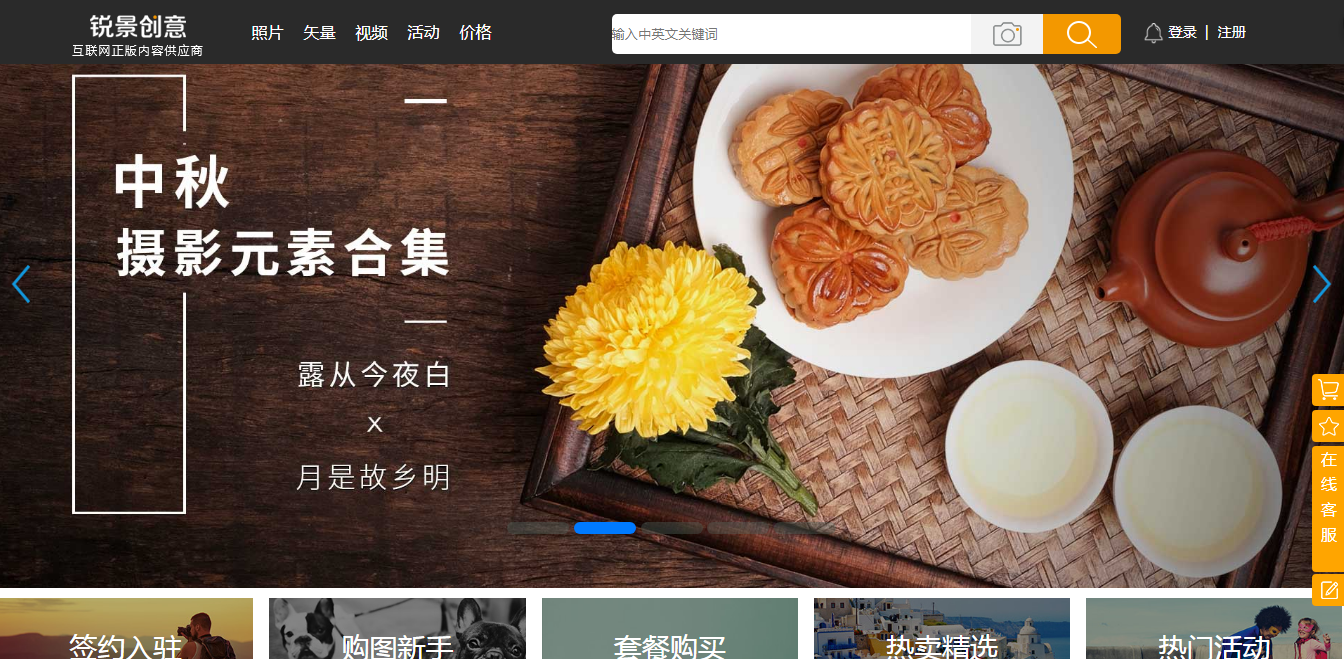 锐景创意
互联网正版内容供应商
照片 矢量 视频 活动 价格
输入中英文关键词
登录 | 注册
中秋
摄影元素合集
露从今夜白
x
月是故乡明
在线客服
签约入驻 购图新手 套餐购买 热卖精选 热门活动